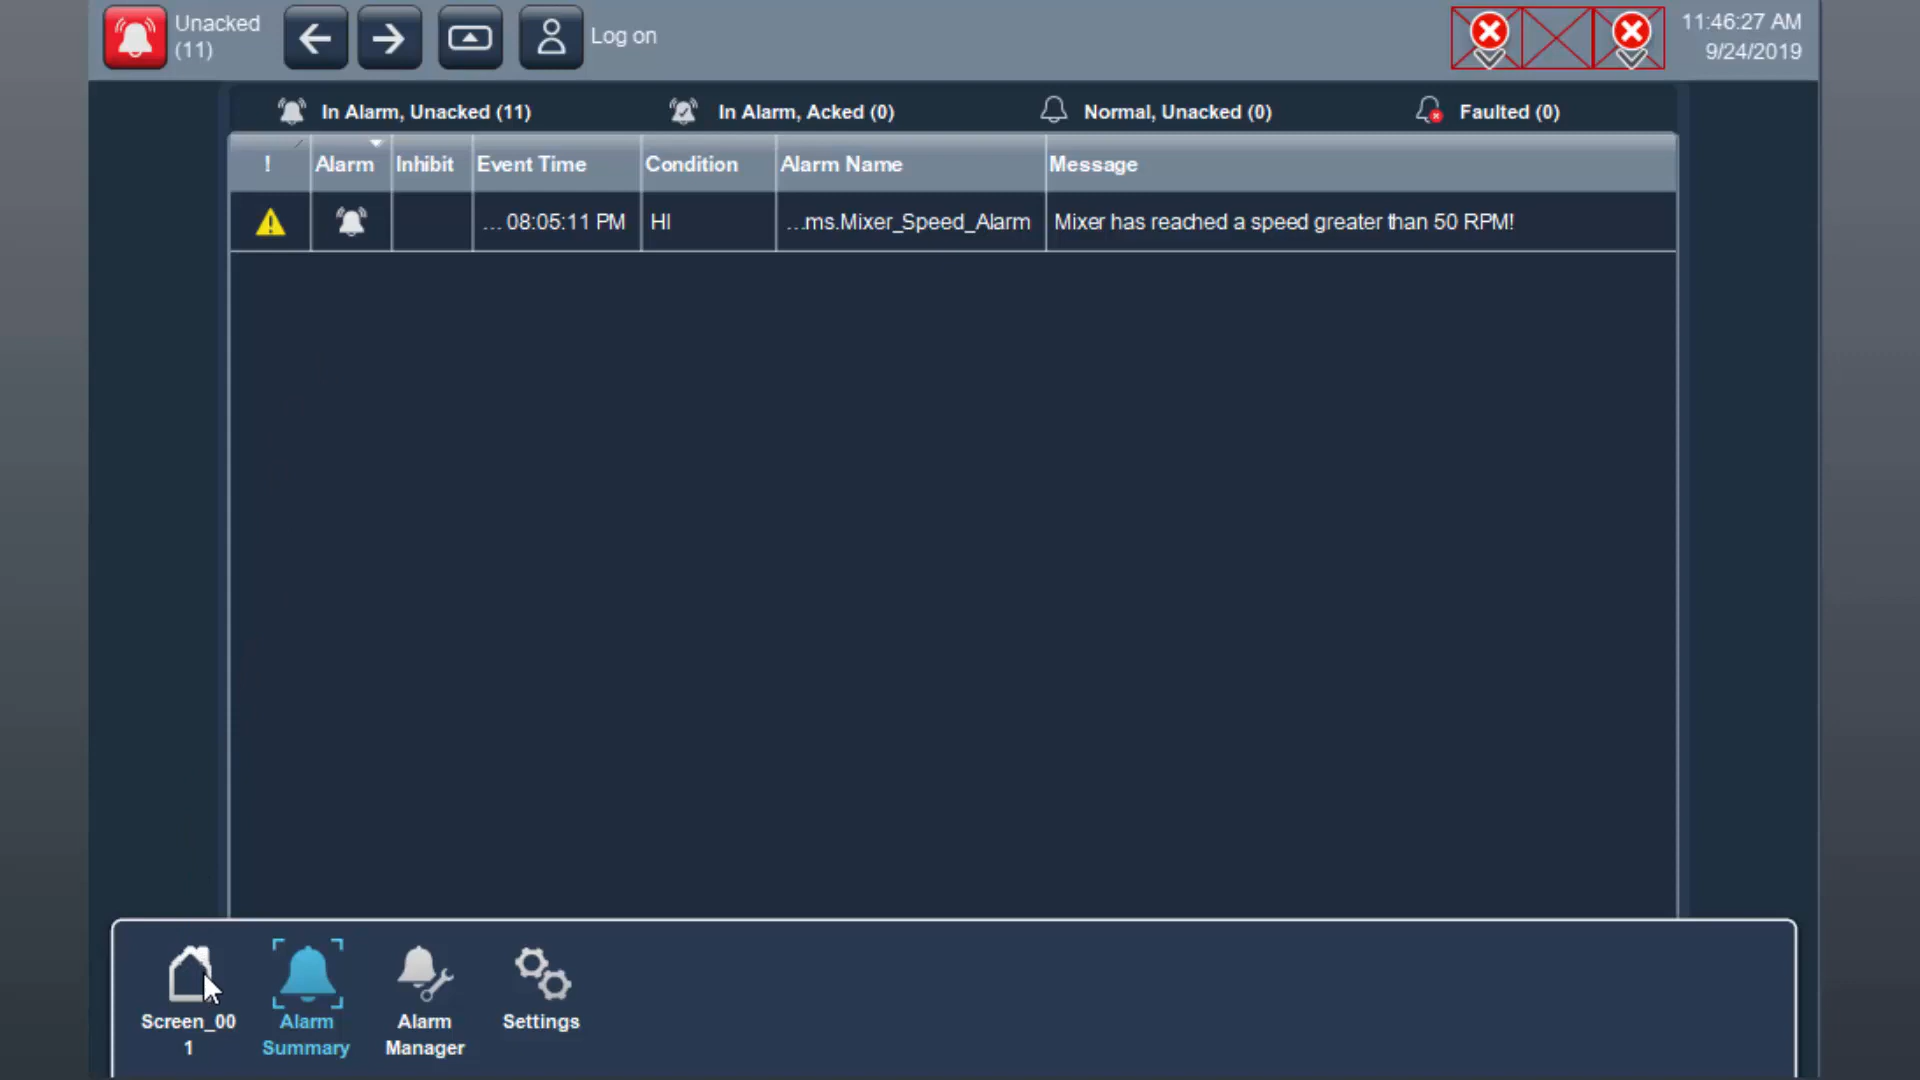 Unacked
(11)
Log on
11:46:27 AM
9/24/2019
In Alarm, Unacked (11)
In Alarm, Acked (0)
Normal, Unacked (0)
Faulted (0)
! Alarm Inhibit Event Time Condition Alarm Name Message
... 08:05:11 PM HI ...ms.Mixer_Speed_Alarm Mixer has reached a speed greater than 50 RPM!
Screen_00
1
Alarm
Summary
Alarm
Manager
Settings